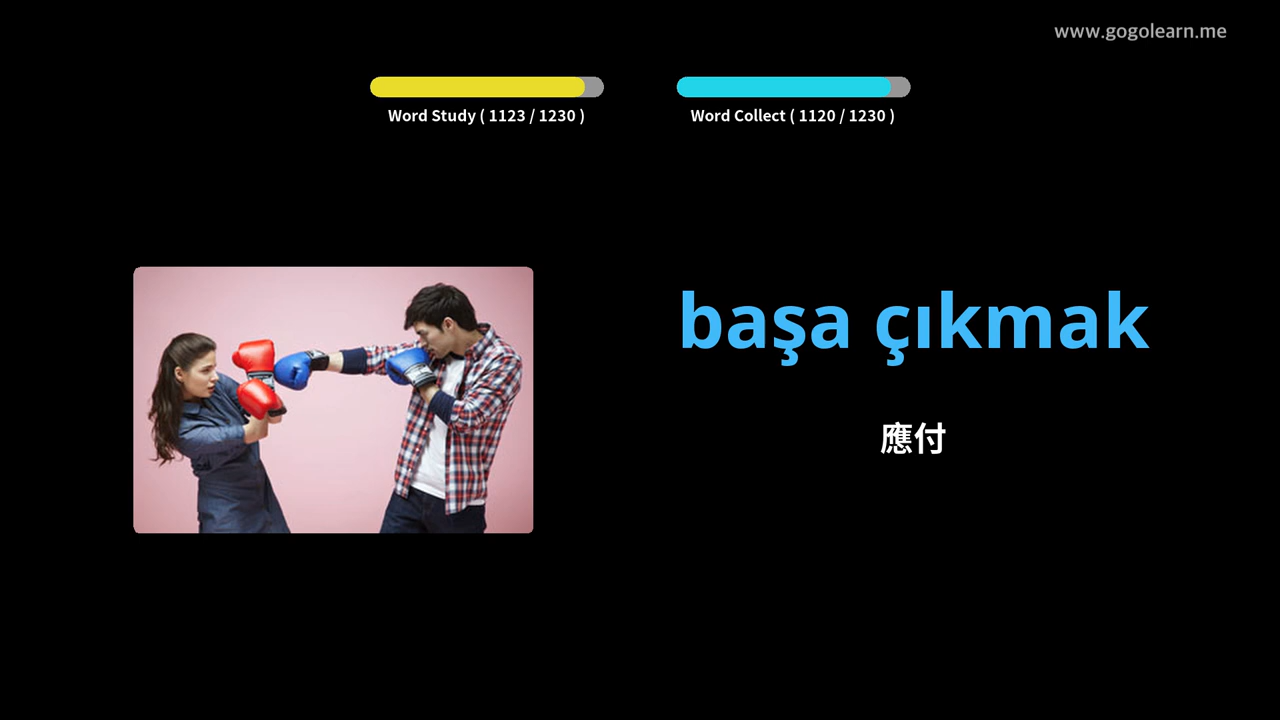 www.gogolearn.me
Word Study ( 1123 / 1230 )
Word Collect ( 1120 / 1230 )
başa çıkmak
應付